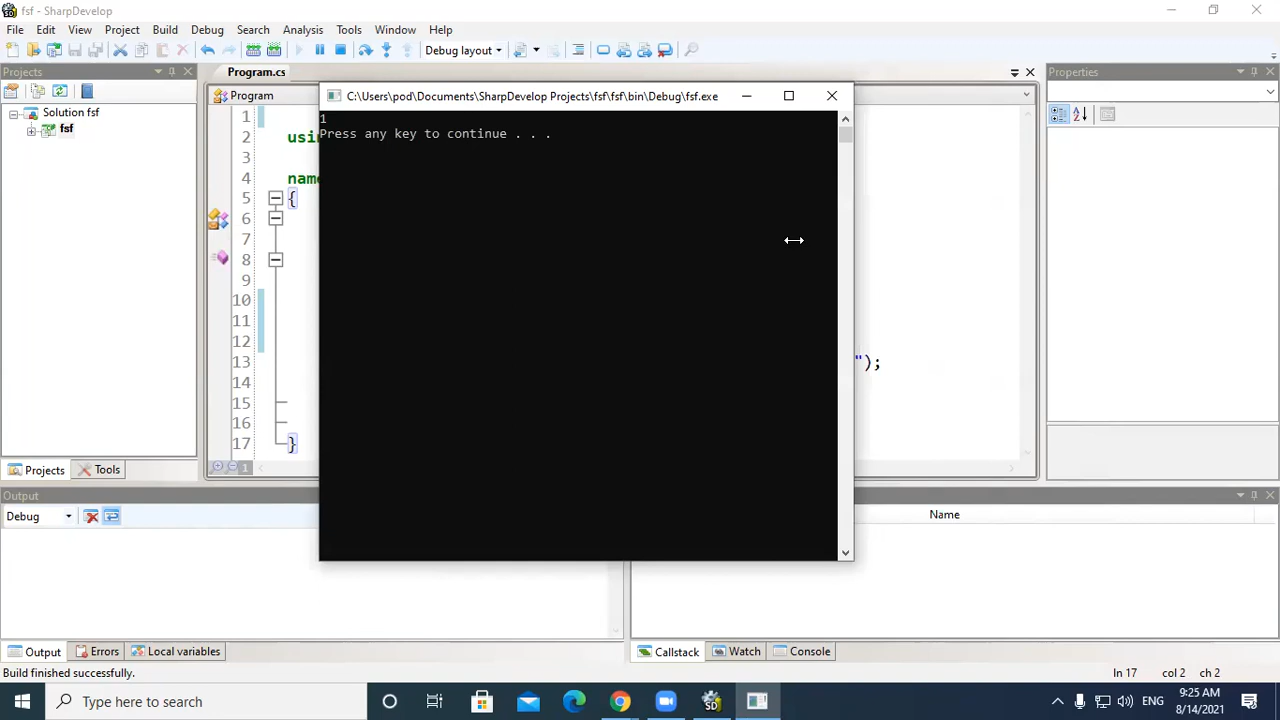 fsf - SharpDevelop
File Edit View Project Build Debug Search Analysis Tools Window Help
Debug layout
Projects
Program.cs
Properties
Solution fsf
fsf
Program
C:\Users\pod\Documents\SharpDevelop Projects\fsf\fsf\bin\Debug\fsf.exe
1
Press any key to continue . . .
1
2
3
4
5
6
7
8
9
10
11
12
13
14
15
16
17
usin
name
{
");
}
1
Projects Tools
Output
Debug
Name
Output Errors Local variables
Callstack Watch Console
Build finished successfully.
ln 17 col 2 ch 2
Type here to search
SD
ENG
9:25 AM
8/14/2021